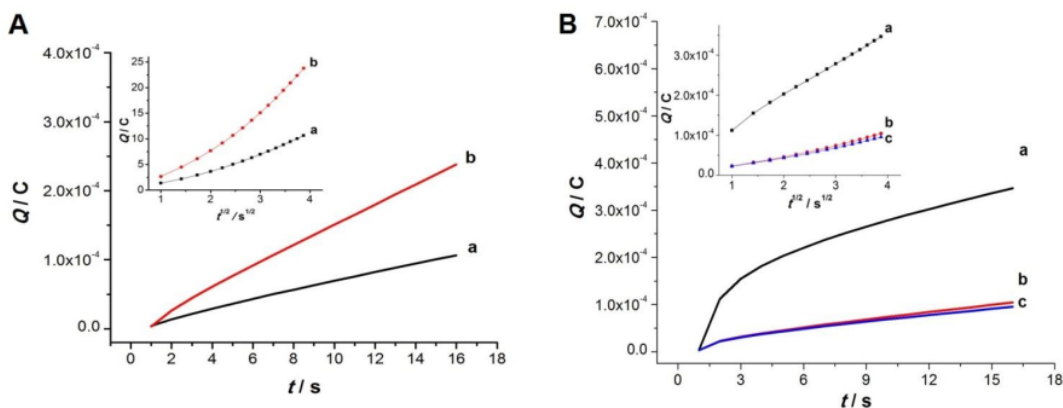 A
Q / C
4.0x10⁻⁴
3.0x10⁻⁴
2.0x10⁻⁴
1.0x10⁻⁴
0.0
0 2 4 6 8 10 12 14 16 18
t / s
a
b
Q / C
25
20
15
10
5
0
1 2 3 4
t^1/2 / s^1/2
a
b
B
Q / C
7.0x10⁻⁴
6.0x10⁻⁴
5.0x10⁻⁴
4.0x10⁻⁴
3.0x10⁻⁴
2.0x10⁻⁴
1.0x10⁻⁴
0.0
0 3 6 9 12 15 18
t / s
a
b
c
Q / C
3.0x10⁻⁴
2.0x10⁻⁴
1.0x10⁻⁴
0.0
1 2 3 4
t^1/2 / s^1/2
a
b
c